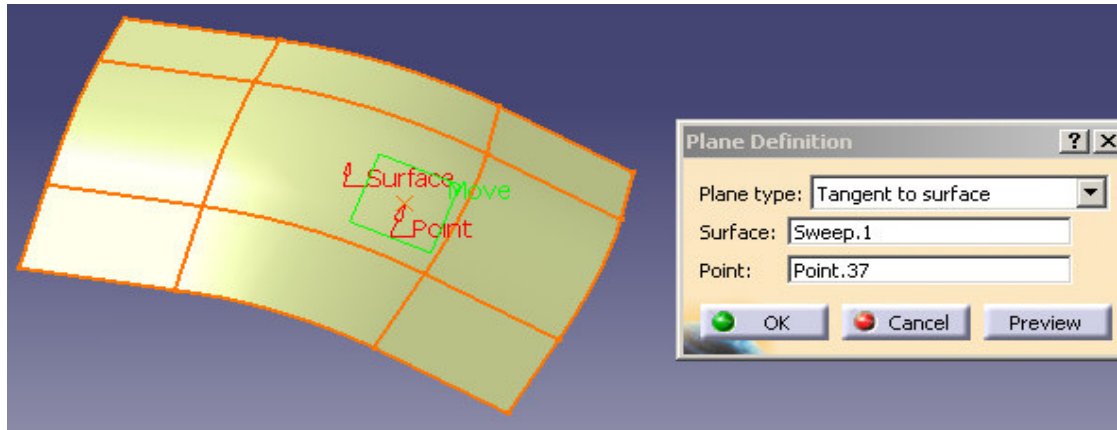 Surface
Move
Point
Plane Definition
? X
Plane type: Tangent to surface
Surface: Sweep.1
Point: Point.37
OK Cancel Preview